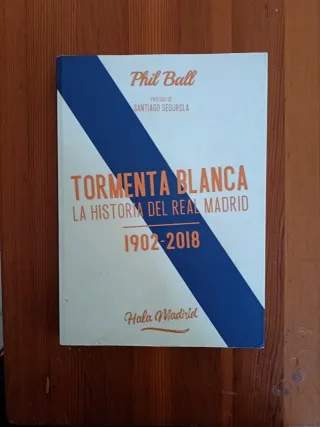 Phil Ball
PRÓLOGO DE
SANTIAGO SEGUROLA
TORMENTA BLANCA
LA HISTORIA DEL REAL MADRID
1902-2018
Hala Madrid